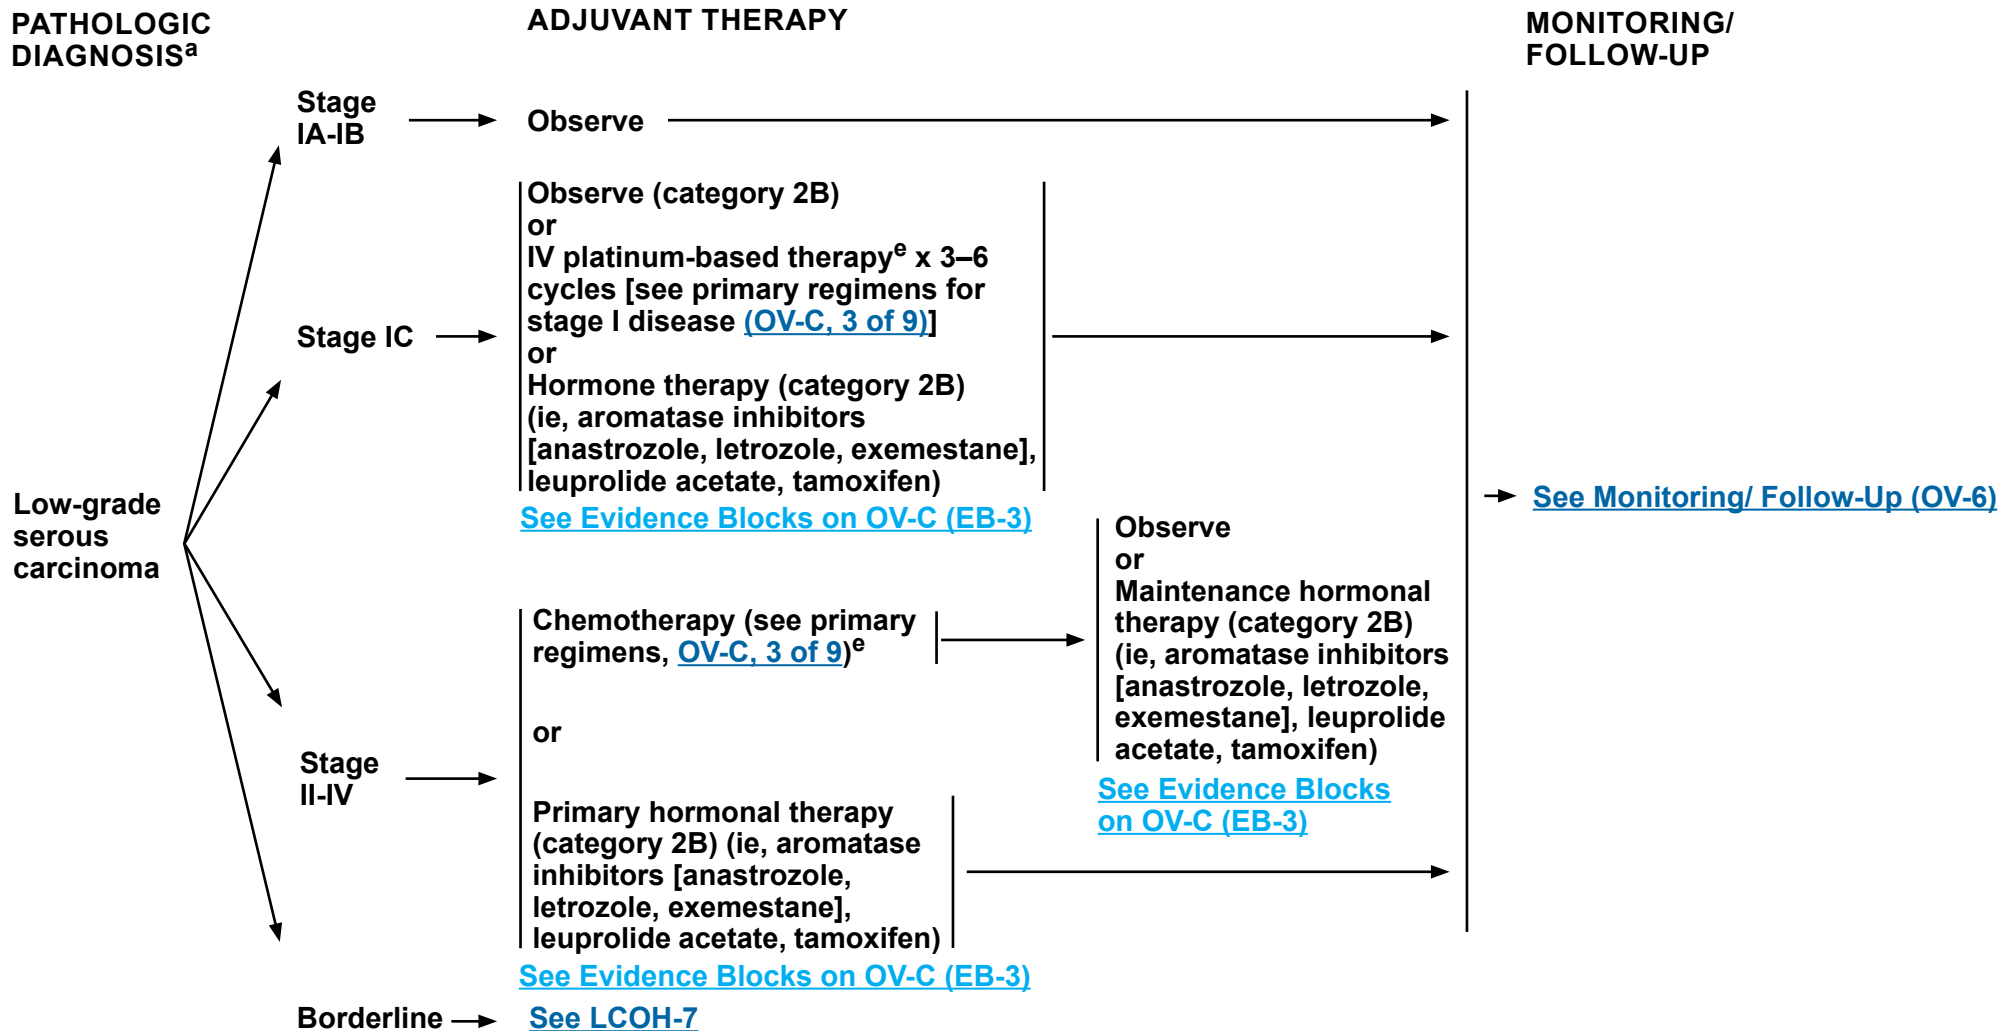 PATHOLOGIC
DIAGNOSISa
ADJUVANT THERAPY
MONITORING/
FOLLOW-UP
Low-grade
serous
carcinoma
Stage
IA-IB
Observe
Stage IC
Observe (category 2B)
or
IV platinum-based therapye x 3–6
cycles [see primary regimens for
stage I disease (OV-C, 3 of 9)]
or
Hormone therapy (category 2B)
(ie, aromatase inhibitors
[anastrozole, letrozole, exemestane],
leuprolide acetate, tamoxifen)
See Evidence Blocks on OV-C (EB-3)
Stage
II-IV
Chemotherapy (see primary
regimens, OV-C, 3 of 9)e
or
Primary hormonal therapy
(category 2B) (ie, aromatase
inhibitors [anastrozole,
letrozole, exemestane],
leuprolide acetate, tamoxifen)
See Evidence Blocks on OV-C (EB-3)
Observe
or
Maintenance hormonal
therapy (category 2B)
(ie, aromatase inhibitors
[anastrozole, letrozole,
exemestane], leuprolide
acetate, tamoxifen)
See Evidence Blocks
on OV-C (EB-3)
Borderline
See LCOH-7
See Monitoring/ Follow-Up (OV-6)